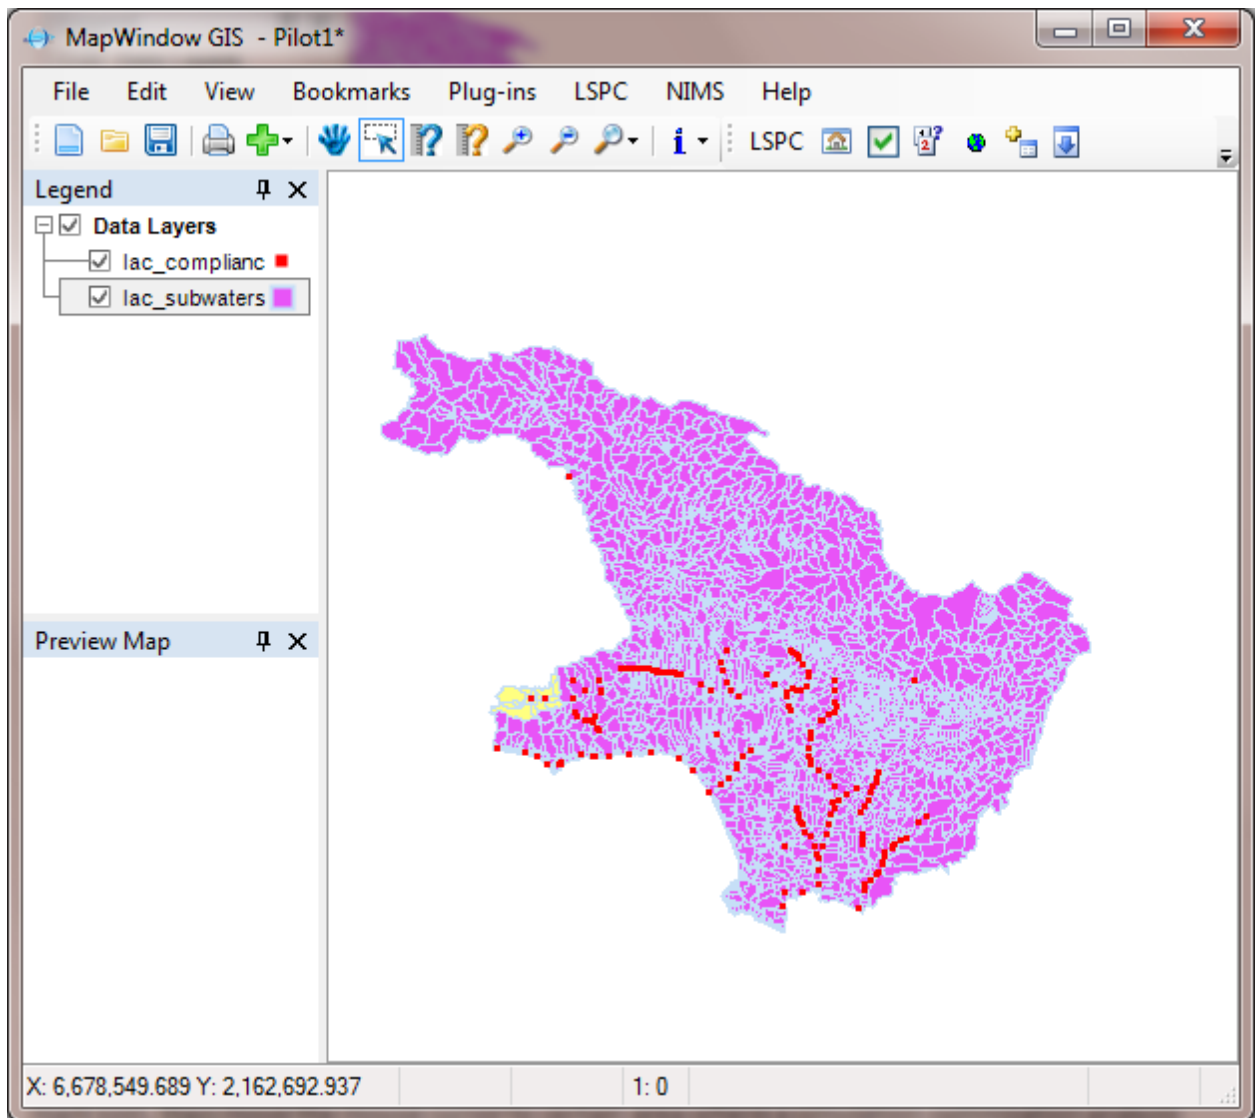 MapWindow GIS - Pilot1*
File Edit View Bookmarks Plug-ins LSPC NIMS Help
LSPC
Legend
Data Layers
lac_complianc
lac_subwaters
Preview Map
X: 6,678,549.689 Y: 2,162,692.937 1: 0